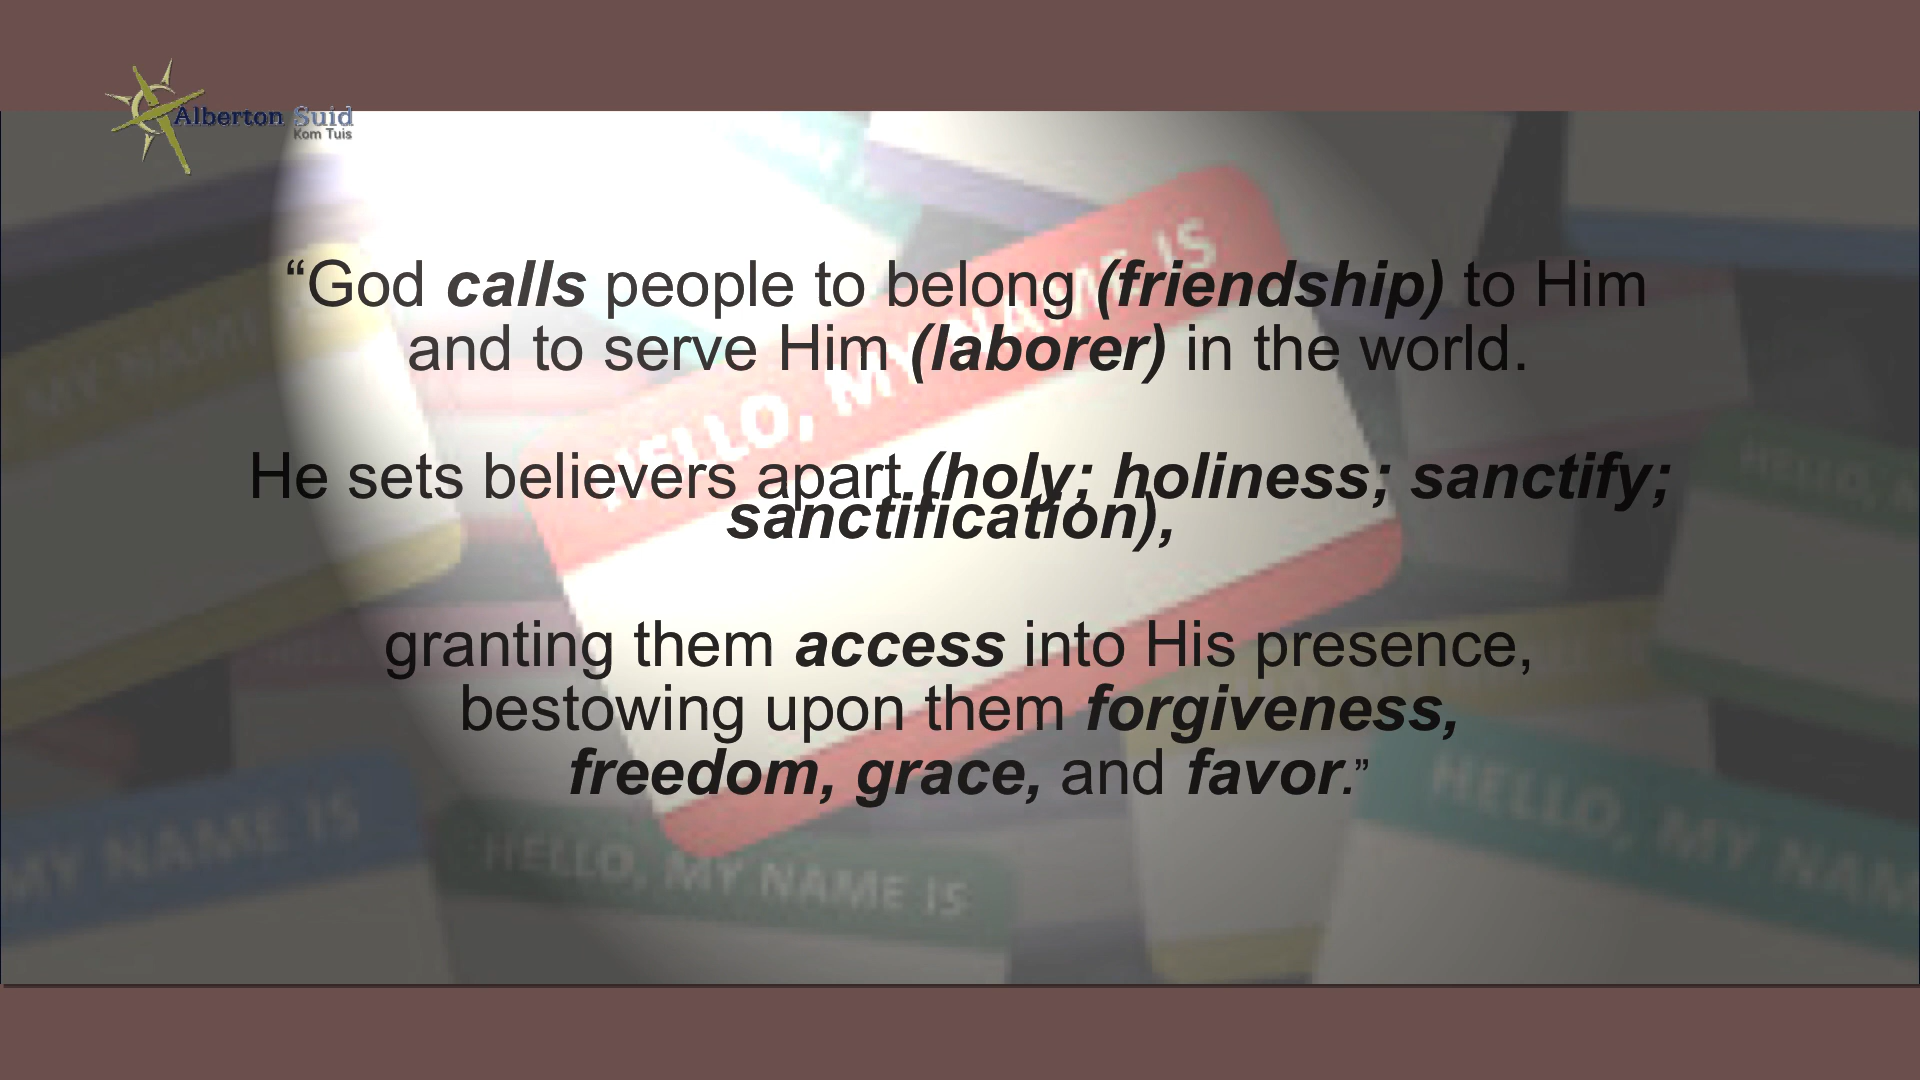 Alberton Suid
Kom Tuis
“God calls people to belong (friendship) to Him
and to serve Him (laborer) in the world.
He sets believers apart (holy; holiness; sanctify;
sanctification),
granting them access into His presence,
bestowing upon them forgiveness,
freedom, grace, and favor.”
HELLO, MY NAME IS
MY NAME
HELLO,
MY NAME IS
HELLO, MY NAME IS
HELLO, MY NAM